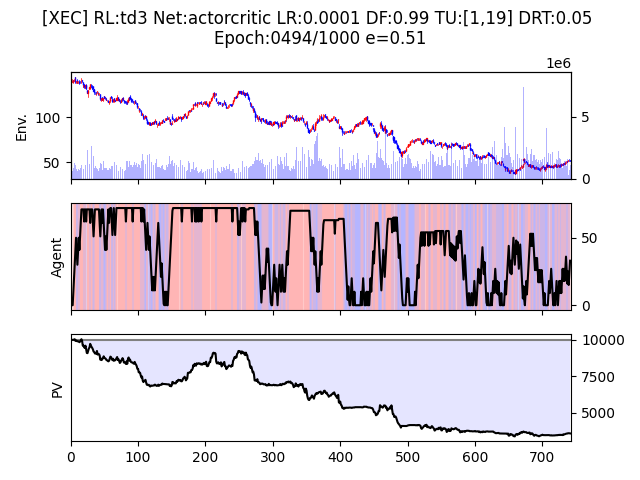 [XEC] RL:td3 Net:actorcritic LR:0.0001 DF:0.99 TU:[1,19] DRT:0.05
Epoch:0494/1000 e=0.51
1e6
Env.
100
50
5
0
Agent
50
0
PV
10000
7500
5000
0 100 200 300 400 500 600 700